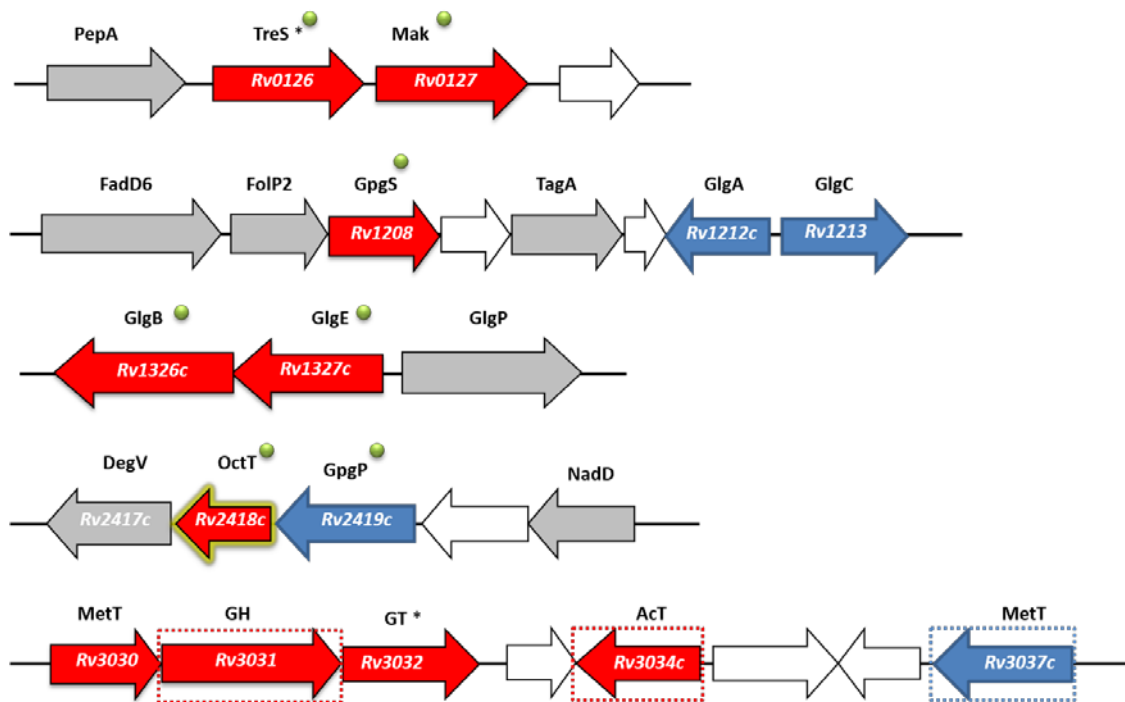 PepA TreS * Mak
Rv0126 Rv0127
FadD6 FolP2 GpgS TagA GlgA GlgC
Rv1208 Rv1212c Rv1213
GlgB GlgE GlgP
Rv1326c Rv1327c
DegV OctT GpgP NadD
Rv2417c Rv2418c Rv2419c
MetT GH GT * AcT MetT
Rv3030 Rv3031 Rv3032 Rv3034c Rv3037c